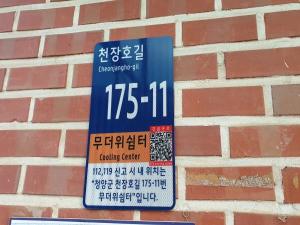 천장호길
Cheonjangho-gil
175-11
무더위쉼터
Cooling Center
112,119 신고 시 내 위치는
"청양군 천장호길 175-11번
무더위쉼터"입니다.